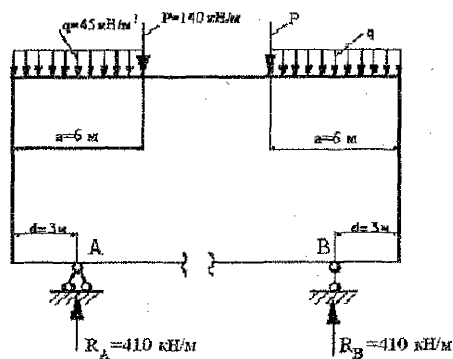 q=45 кН/м
P=140 кН/м
P
q
a=6 м
a=6 м
d=3м
A
B
d=3м
R_A=410 кН/м
R_B=410 кН/м